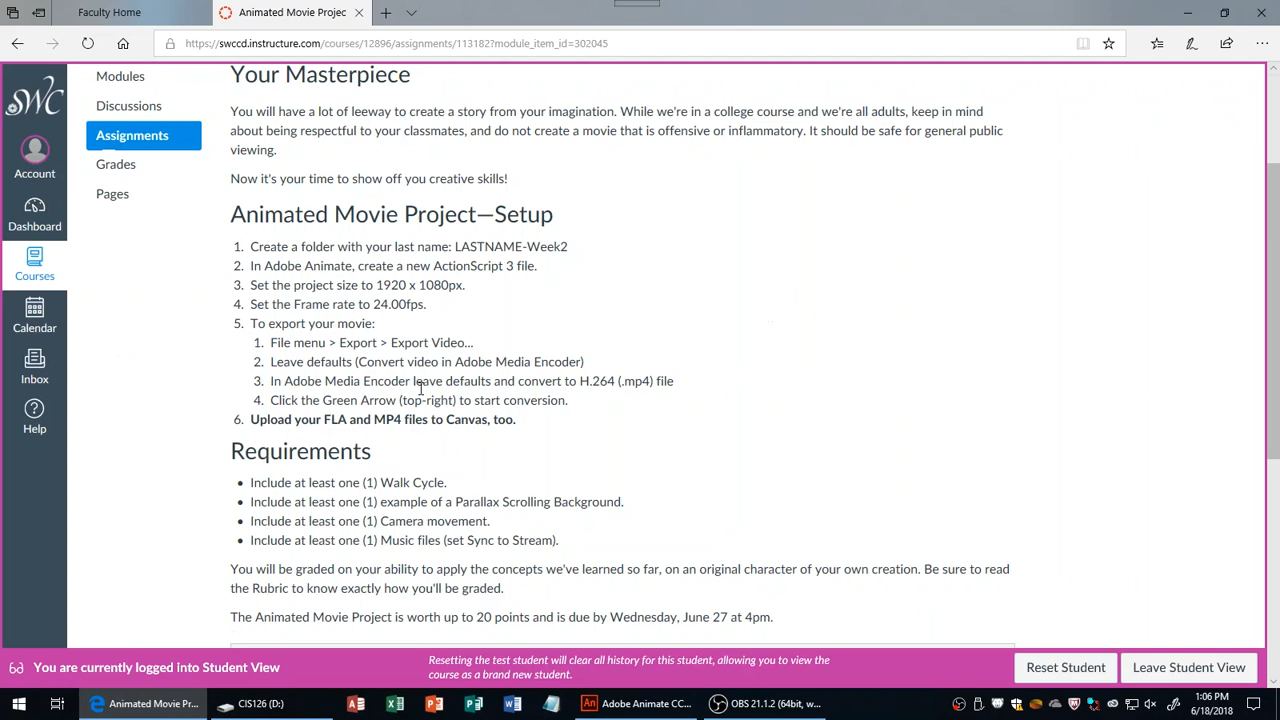 Faculty Home
Animated Movie Projec
https://swccd.instructure.com/courses/12896/assignments/113182?module_item_id=302045
SWC
Account
Dashboard
Courses
Calendar
Inbox
Help
Modules
Discussions
Assignments
Grades
Pages
Your Masterpiece
You will have a lot of leeway to create a story from your imagination. While we're in a college course and we're all adults, keep in mind
about being respectful to your classmates, and do not create a movie that is offensive or inflammatory. It should be safe for general public
viewing.
Now it's your time to show off you creative skills!
Animated Movie Project—Setup
1. Create a folder with your last name: LASTNAME-Week2
2. In Adobe Animate, create a new ActionScript 3 file.
3. Set the project size to 1920 x 1080px.
4. Set the Frame rate to 24.00fps.
5. To export your movie:
1. File menu > Export > Export Video...
2. Leave defaults (Convert video in Adobe Media Encoder)
3. In Adobe Media Encoder leave defaults and convert to H.264 (.mp4) file
4. Click the Green Arrow (top-right) to start conversion.
6. Upload your FLA and MP4 files to Canvas, too.
Requirements
• Include at least one (1) Walk Cycle.
• Include at least one (1) example of a Parallax Scrolling Background.
• Include at least one (1) Camera movement.
• Include at least one (1) Music files (set Sync to Stream).
You will be graded on your ability to apply the concepts we've learned so far, on an original character of your own creation. Be sure to read
the Rubric to know exactly how you'll be graded.
The Animated Movie Project is worth up to 20 points and is due by Wednesday, June 27 at 4pm.
You are currently logged into Student View
Resetting the test student will clear all history for this student, allowing you to view the
course as a brand new student.
Reset Student
Leave Student View
Animated Movie Pr...
CIS126 (D:)
Adobe Animate CC...
OBS 21.1.2 (64bit, w...
1:06 PM
6/18/2018